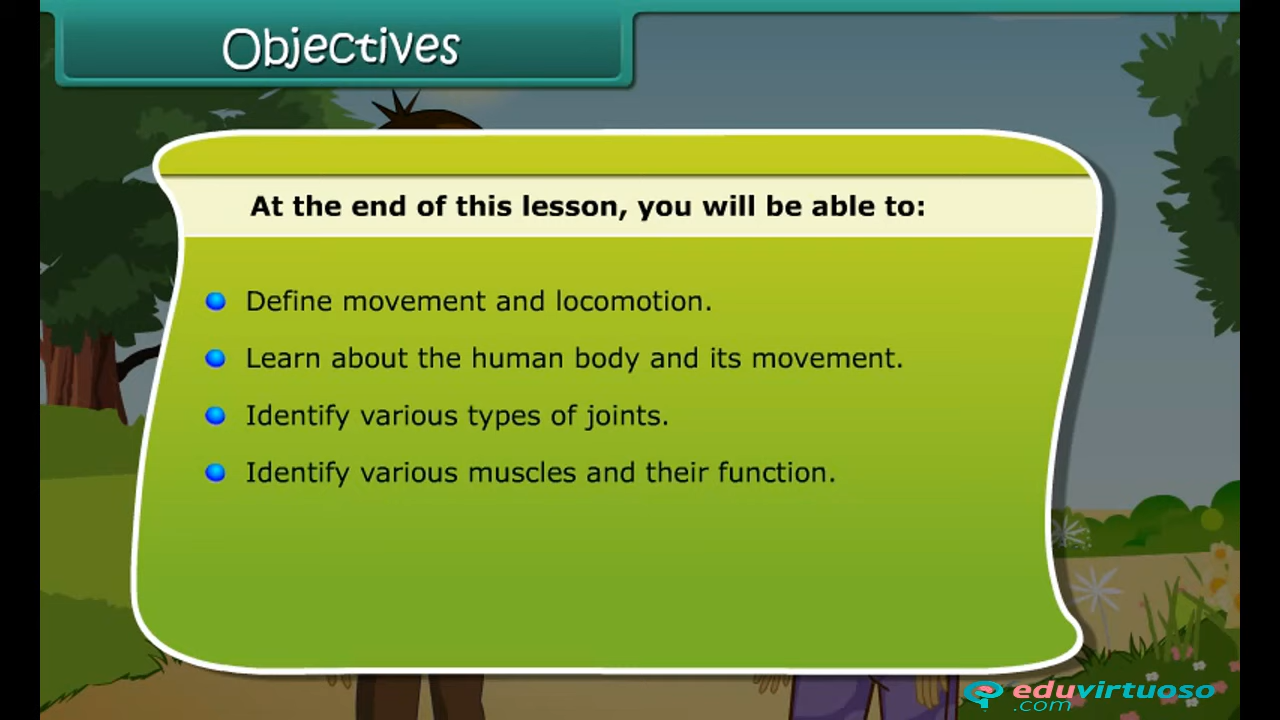 Objectives
At the end of this lesson, you will be able to:
Define movement and locomotion.
Learn about the human body and its movement.
Identify various types of joints.
Identify various muscles and their function.
eduvirtuoso
.com